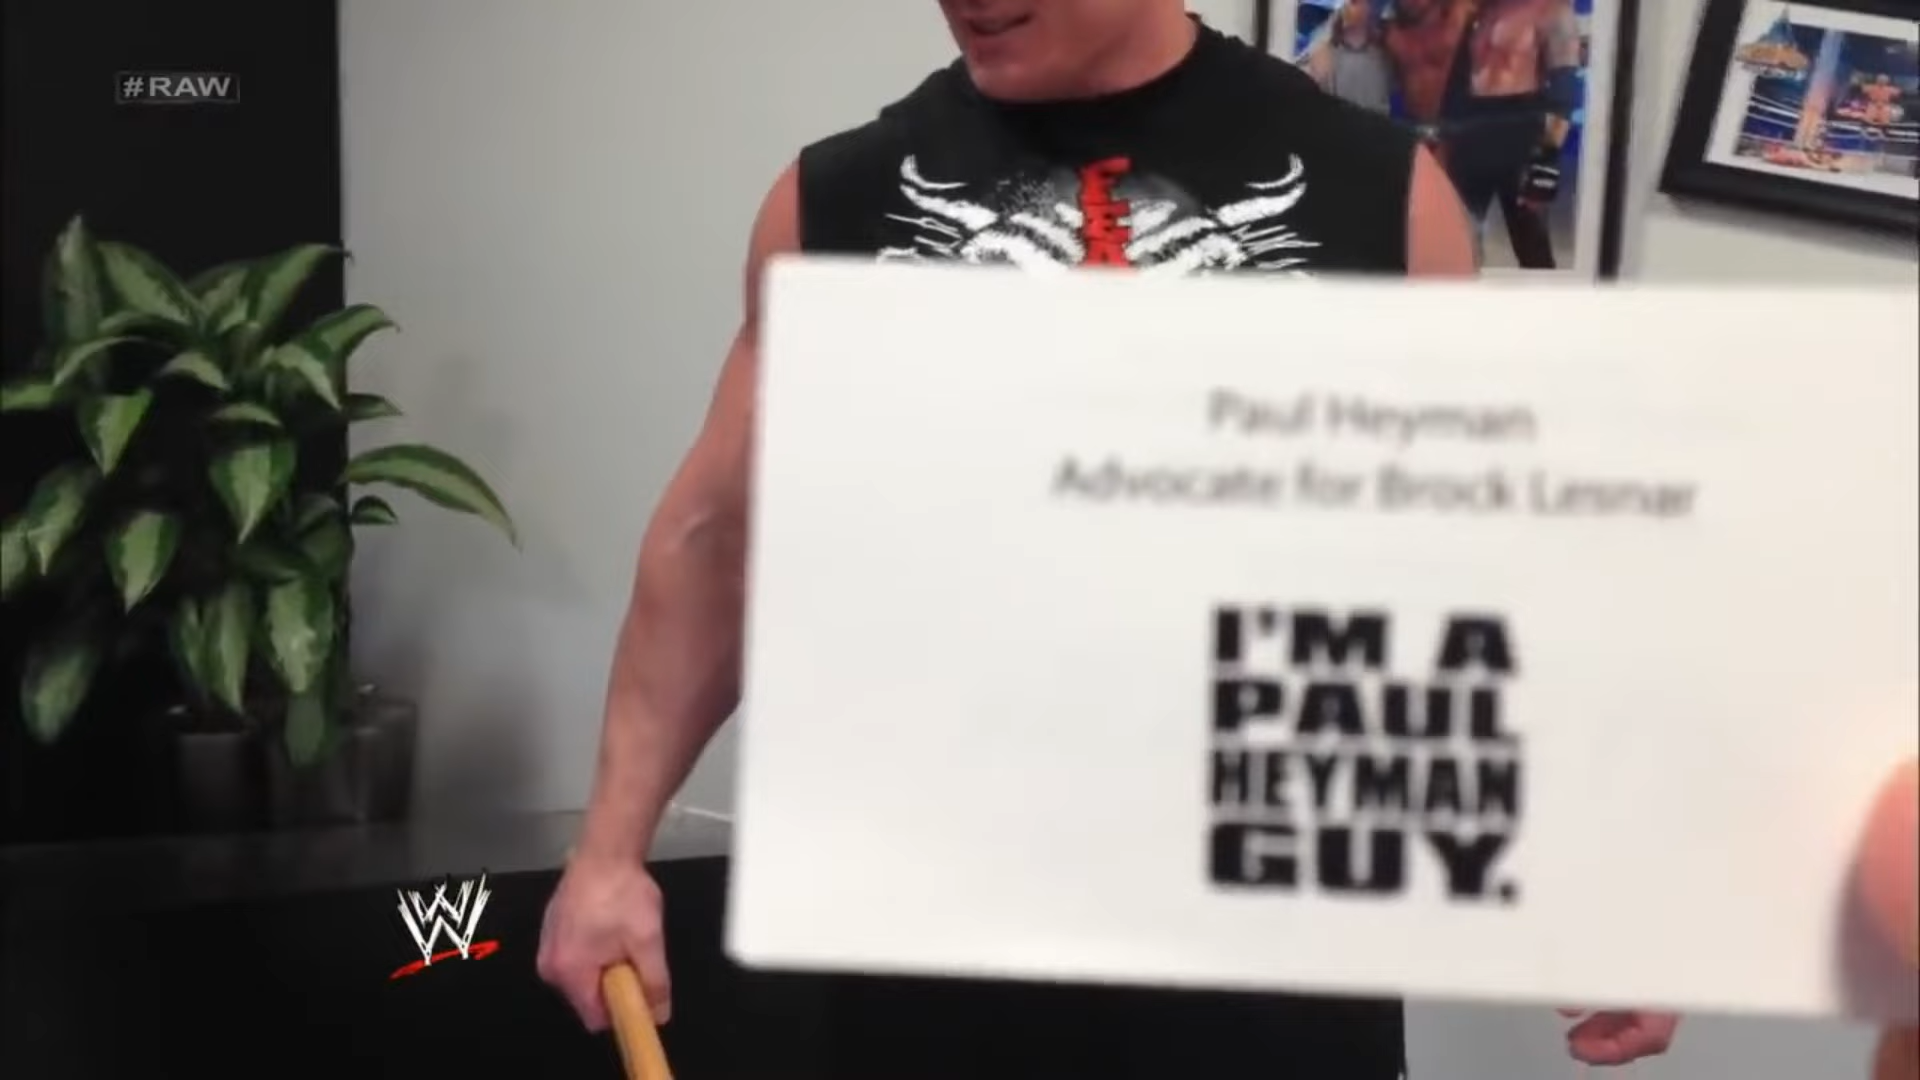 #RAW
Paul Heyman
Advocate for Brock Lesnar
I'M A
PAUL
HEYMAN
GUY.
W